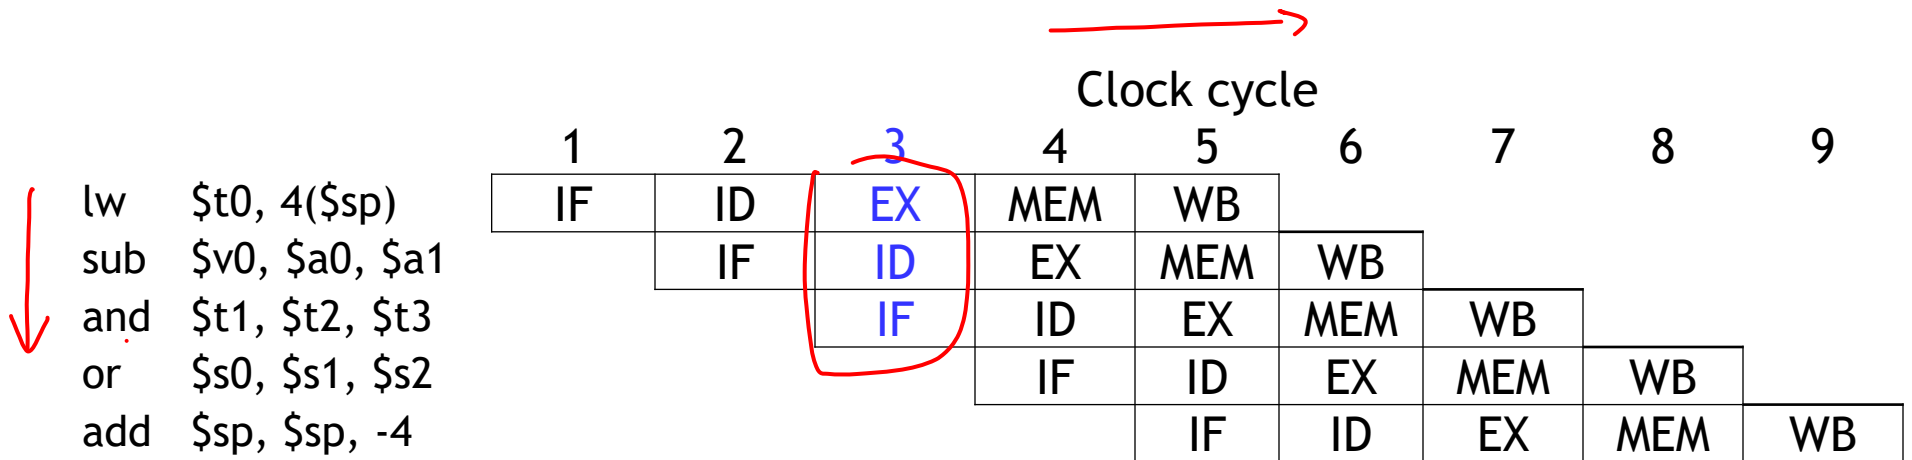 Clock cycle
1 2 3 4 5 6 7 8 9
lw $t0, 4($sp) IF ID EX MEM WB
sub $v0, $a0, $a1 IF ID EX MEM WB
and $t1, $t2, $t3 IF ID EX MEM WB
or $s0, $s1, $s2 IF ID EX MEM WB
add $sp, $sp, -4 IF ID EX MEM WB